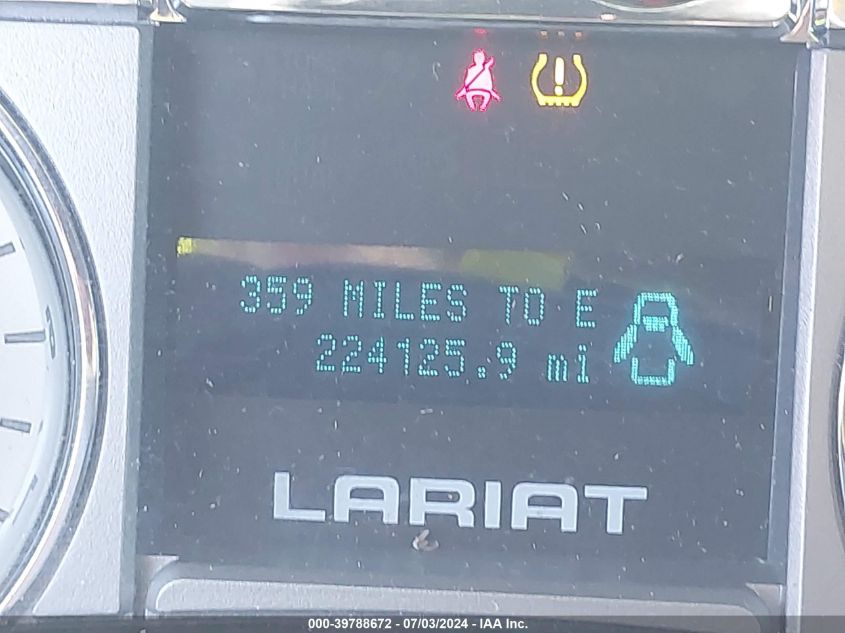 359 MILES TO E
224125.9 mi
LARIAT
000-39788672 - 07/03/2024 - IAA Inc.